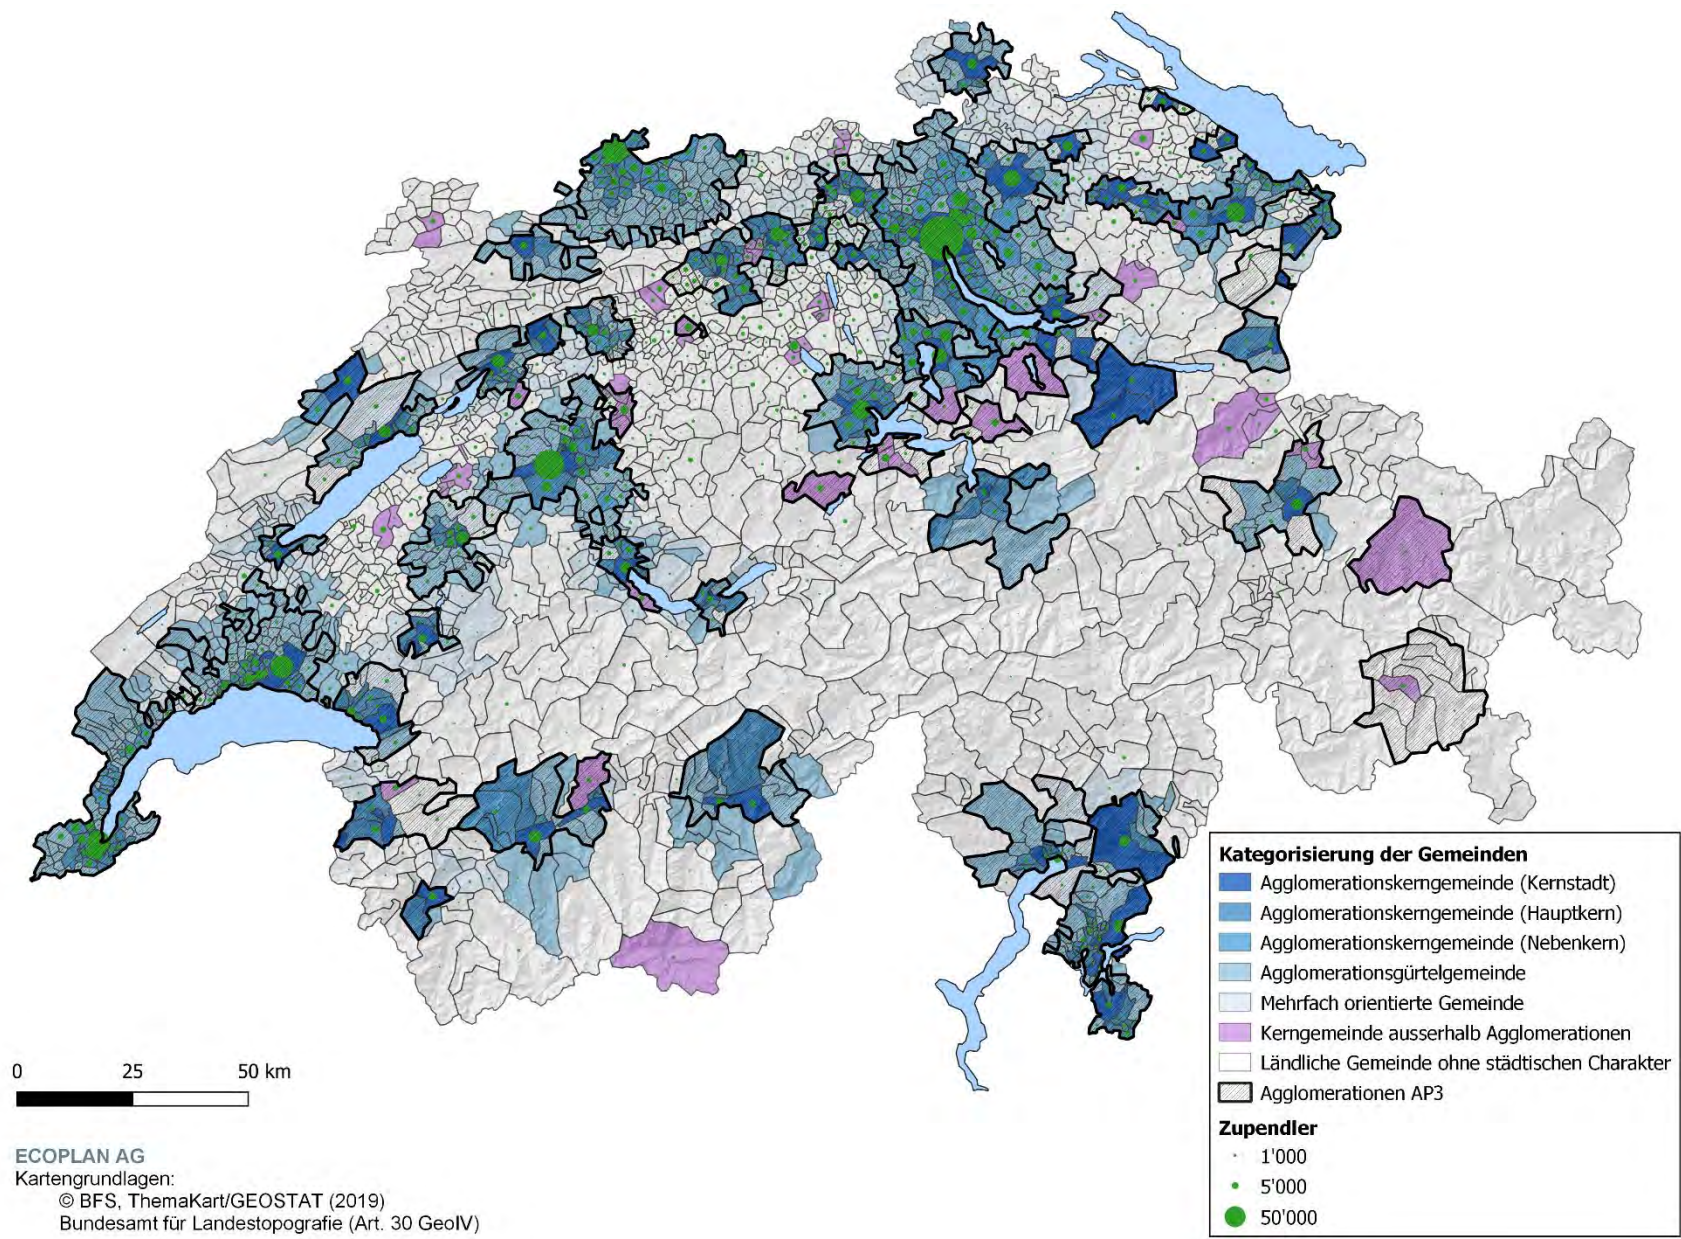 Kategorisierung der Gemeinden
Agglomerationskerngemeinde (Kernstadt)
Agglomerationskerngemeinde (Hauptkern)
Agglomerationskerngemeinde (Nebenkern)
Agglomerationsgürtelgemeinde
Mehrfach orientierte Gemeinde
Kerngemeinde ausserhalb Agglomerationen
Ländliche Gemeinde ohne städtischen Charakter
Agglomerationen AP3
Zupendler
1'000
5'000
50'000
0 25 50 km
ECOPLAN AG
Kartengrundlagen:
© BFS, ThemaKart/GEOSTAT (2019)
Bundesamt für Landestopografie (Art. 30 GeoIV)